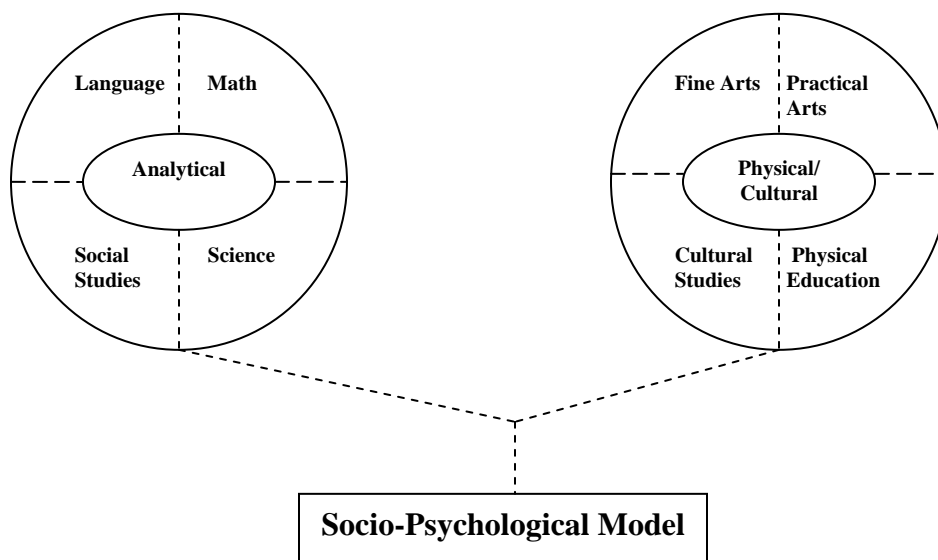 Language
Math
Analytical
Social
Studies
Science
Fine Arts
Practical
Arts
Physical/
Cultural
Cultural
Studies
Physical
Education
Socio-Psychological Model